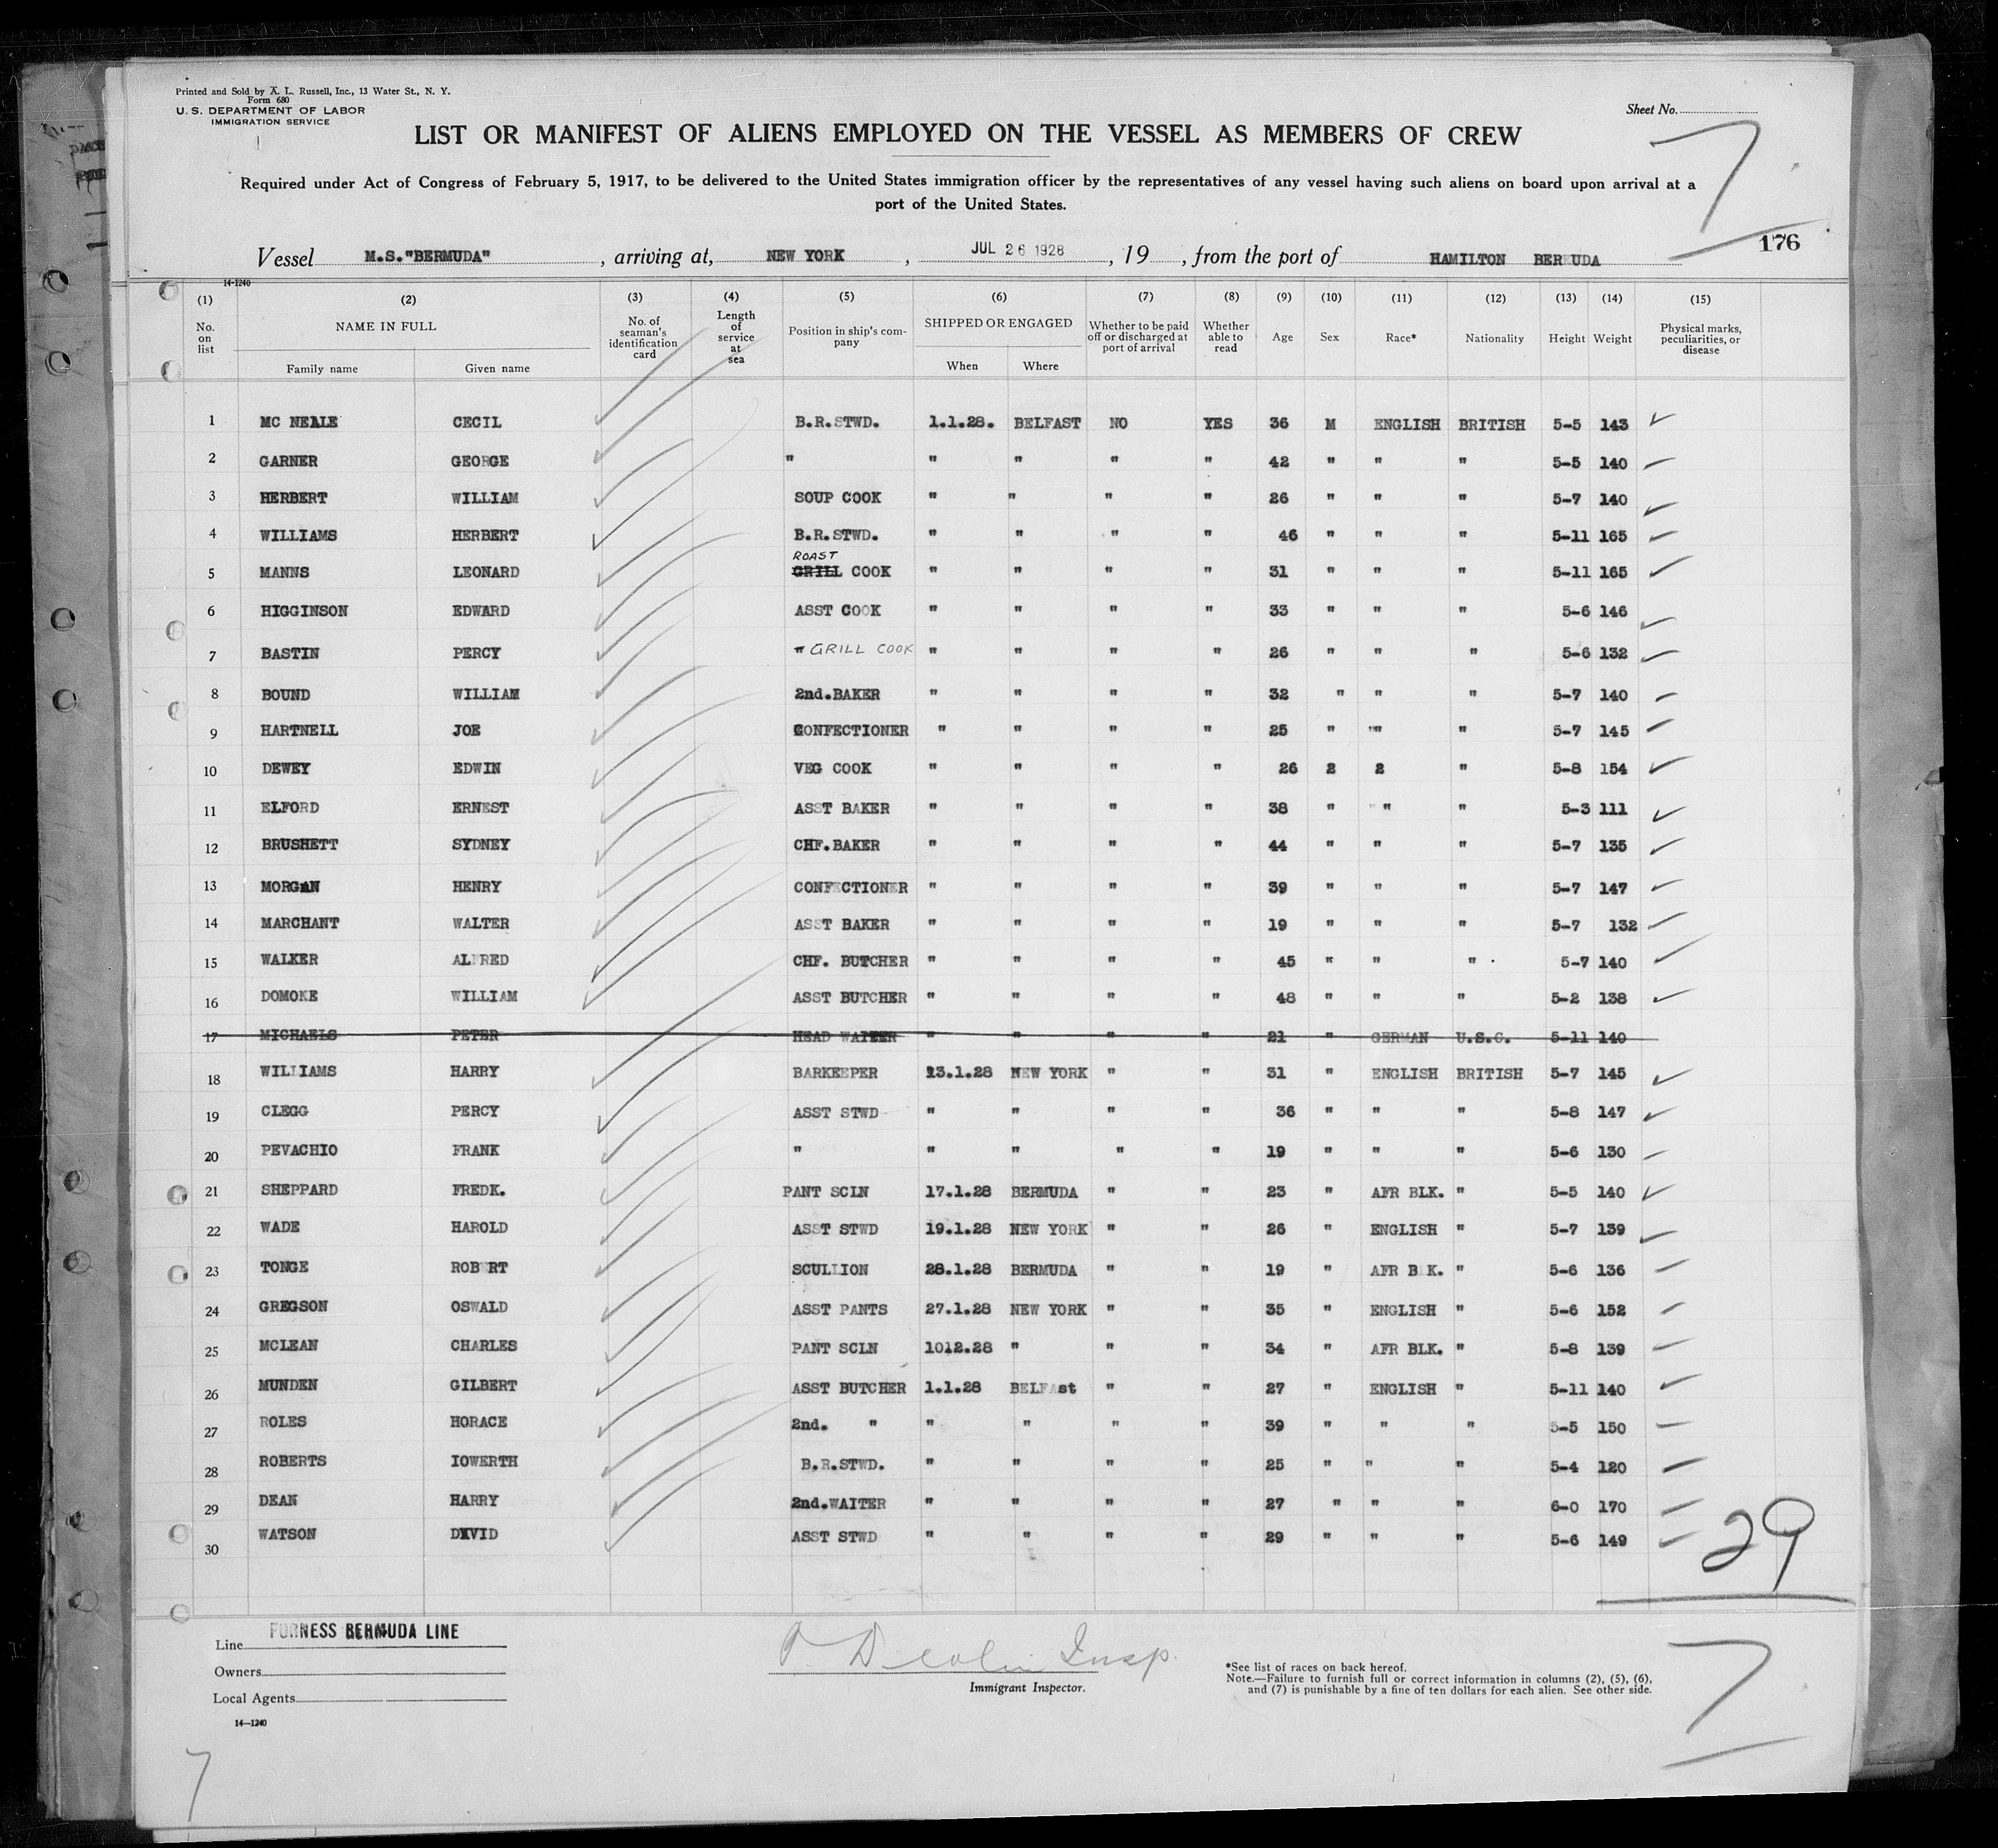 Printed and Sold by A. L. Russell, Inc., 13 Water St., N. Y.
Form 680
U. S. DEPARTMENT OF LABOR
IMMIGRATION SERVICE
Sheet No.
7
LIST OR MANIFEST OF ALIENS EMPLOYED ON THE VESSEL AS MEMBERS OF CREW
Required under Act of Congress of February 5, 1917, to be delivered to the United States immigration officer by the representatives of any vessel having such aliens on board upon arrival at a
port of the United States.
176
Vessel M.S."BERMUDA" , arriving at, NEW YORK , JUL 26 1928 , 19 , from the port of HAMILTON BERMUDA
14-1240
(1) (2) (3) (4) (5) (6) (7) (8) (9) (10) (11) (12) (13) (14) (15)
No. on list NAME IN FULL Family name Given name No. of seaman's identification card Length of service at sea Position in ship's company SHIPPED OR ENGAGED When Where Whether to be paid off or discharged at port of arrival Whether able to read Age Sex Race* Nationality Height Weight Physical marks, peculiarities, or disease
1 MC NEALE CECIL B.R.STWD. 1.1.28. BELFAST NO YES 36 M ENGLISH BRITISH 5-5 143
2 GARNER GEORGE " " " " " 42 " " " 5-5 140
3 HERBERT WILLIAM SOUP COOK " " " " 26 " " " 5-7 140
4 WILLIAMS HERBERT B.R.STWD. " " " " 46 " " " 5-11 165
ROAST
5 MANNS LEONARD GRILL COOK " " " " 31 " " " 5-11 165
6 HIGGINSON EDWARD ASST COOK " " " " 33 " " " 5-6 146
7 BASTIN PERCY " GRILL COOK " " " " 26 " " " 5-6 132
8 BOUND WILLIAM 2nd.BAKER " " " " 32 " " " 5-7 140
9 HARTNELL JOE CONFECTIONER " " " " 25 " "" " 5-7 145
10 DEWEY EDWIN VEG COOK " " " " 26 2 2 " 5-8 154
11 ELFORD ERNEST ASST BAKER " " " " 38 " " " 5-3 111
12 BRUSHETT SYDNEY CHF.BAKER " " " " 44 " " " 5-7 135
13 MORGAN HENRY CONFECTIONER " " " " 39 " " " 5-7 147
14 MARCHANT WALTER ASST BAKER " " " " 19 " " " 5-7 132
15 WALKER ALFRED CHF. BUTCHER " " " " 45 " " " 5-7 140
16 DOMOKE WILLIAM ASST BUTCHER " " " " 48 " " " 5-2 138
17 MICHAELS PETER HEAD WAITER " " " " 21 " GERMAN U.S.C. 5-11 140
18 WILLIAMS HARRY BARKEEPER 13.1.28 NEW YORK " " 31 " ENGLISH BRITISH 5-7 145
19 CLEGG PERCY ASST STWD " " " " 36 " " " 5-8 147
20 PEVACHIO FRANK " " " " " 19 " " " 5-6 130
21 SHEPPARD FREDK. PANT SCLN 17.1.28 BERMUDA " " 23 " AFR BLK. " 5-5 140
22 WADE HAROLD ASST STWD 19.1.28 NEW YORK " " 26 " ENGLISH " 5-7 139
23 TONGE ROBERT SCULLION 28.1.28 BERMUDA " " 19 " AFR BLK. " 5-6 136
24 GREGSON OSWALD ASST PANTS 27.1.28 NEW YORK " " 35 " ENGLISH " 5-6 152
25 MCLEAN CHARLES PANT SCLN 1012.28 " " " 34 " AFR BLK. " 5-8 139
26 MUNDEN GILBERT ASST BUTCHER 1.1.28 BELFAst " " 27 " ENGLISH " 5-11 140
27 ROLES HORACE 2nd. " " " " " 39 " " " 5-5 150
28 ROBERTS IOWERTH B.R.STWD. " " " " 25 " " " 5-4 120
29 DEAN HARRY 2nd.WAITER " " " " 27 " " " 6-0 170
30 WATSON DAVID ASST STWD " " " " 29 " " " 5-6 149
29
Line FURNESS BERMUDA LINE
Owners
Local Agents
14—1240
Insp.
Immigrant Inspector.
*See list of races on back hereof.
Note.—Failure to furnish full or correct information in columns (2), (5), (6),
and (7) is punishable by a fine of ten dollars for each alien. See other side.
7
7